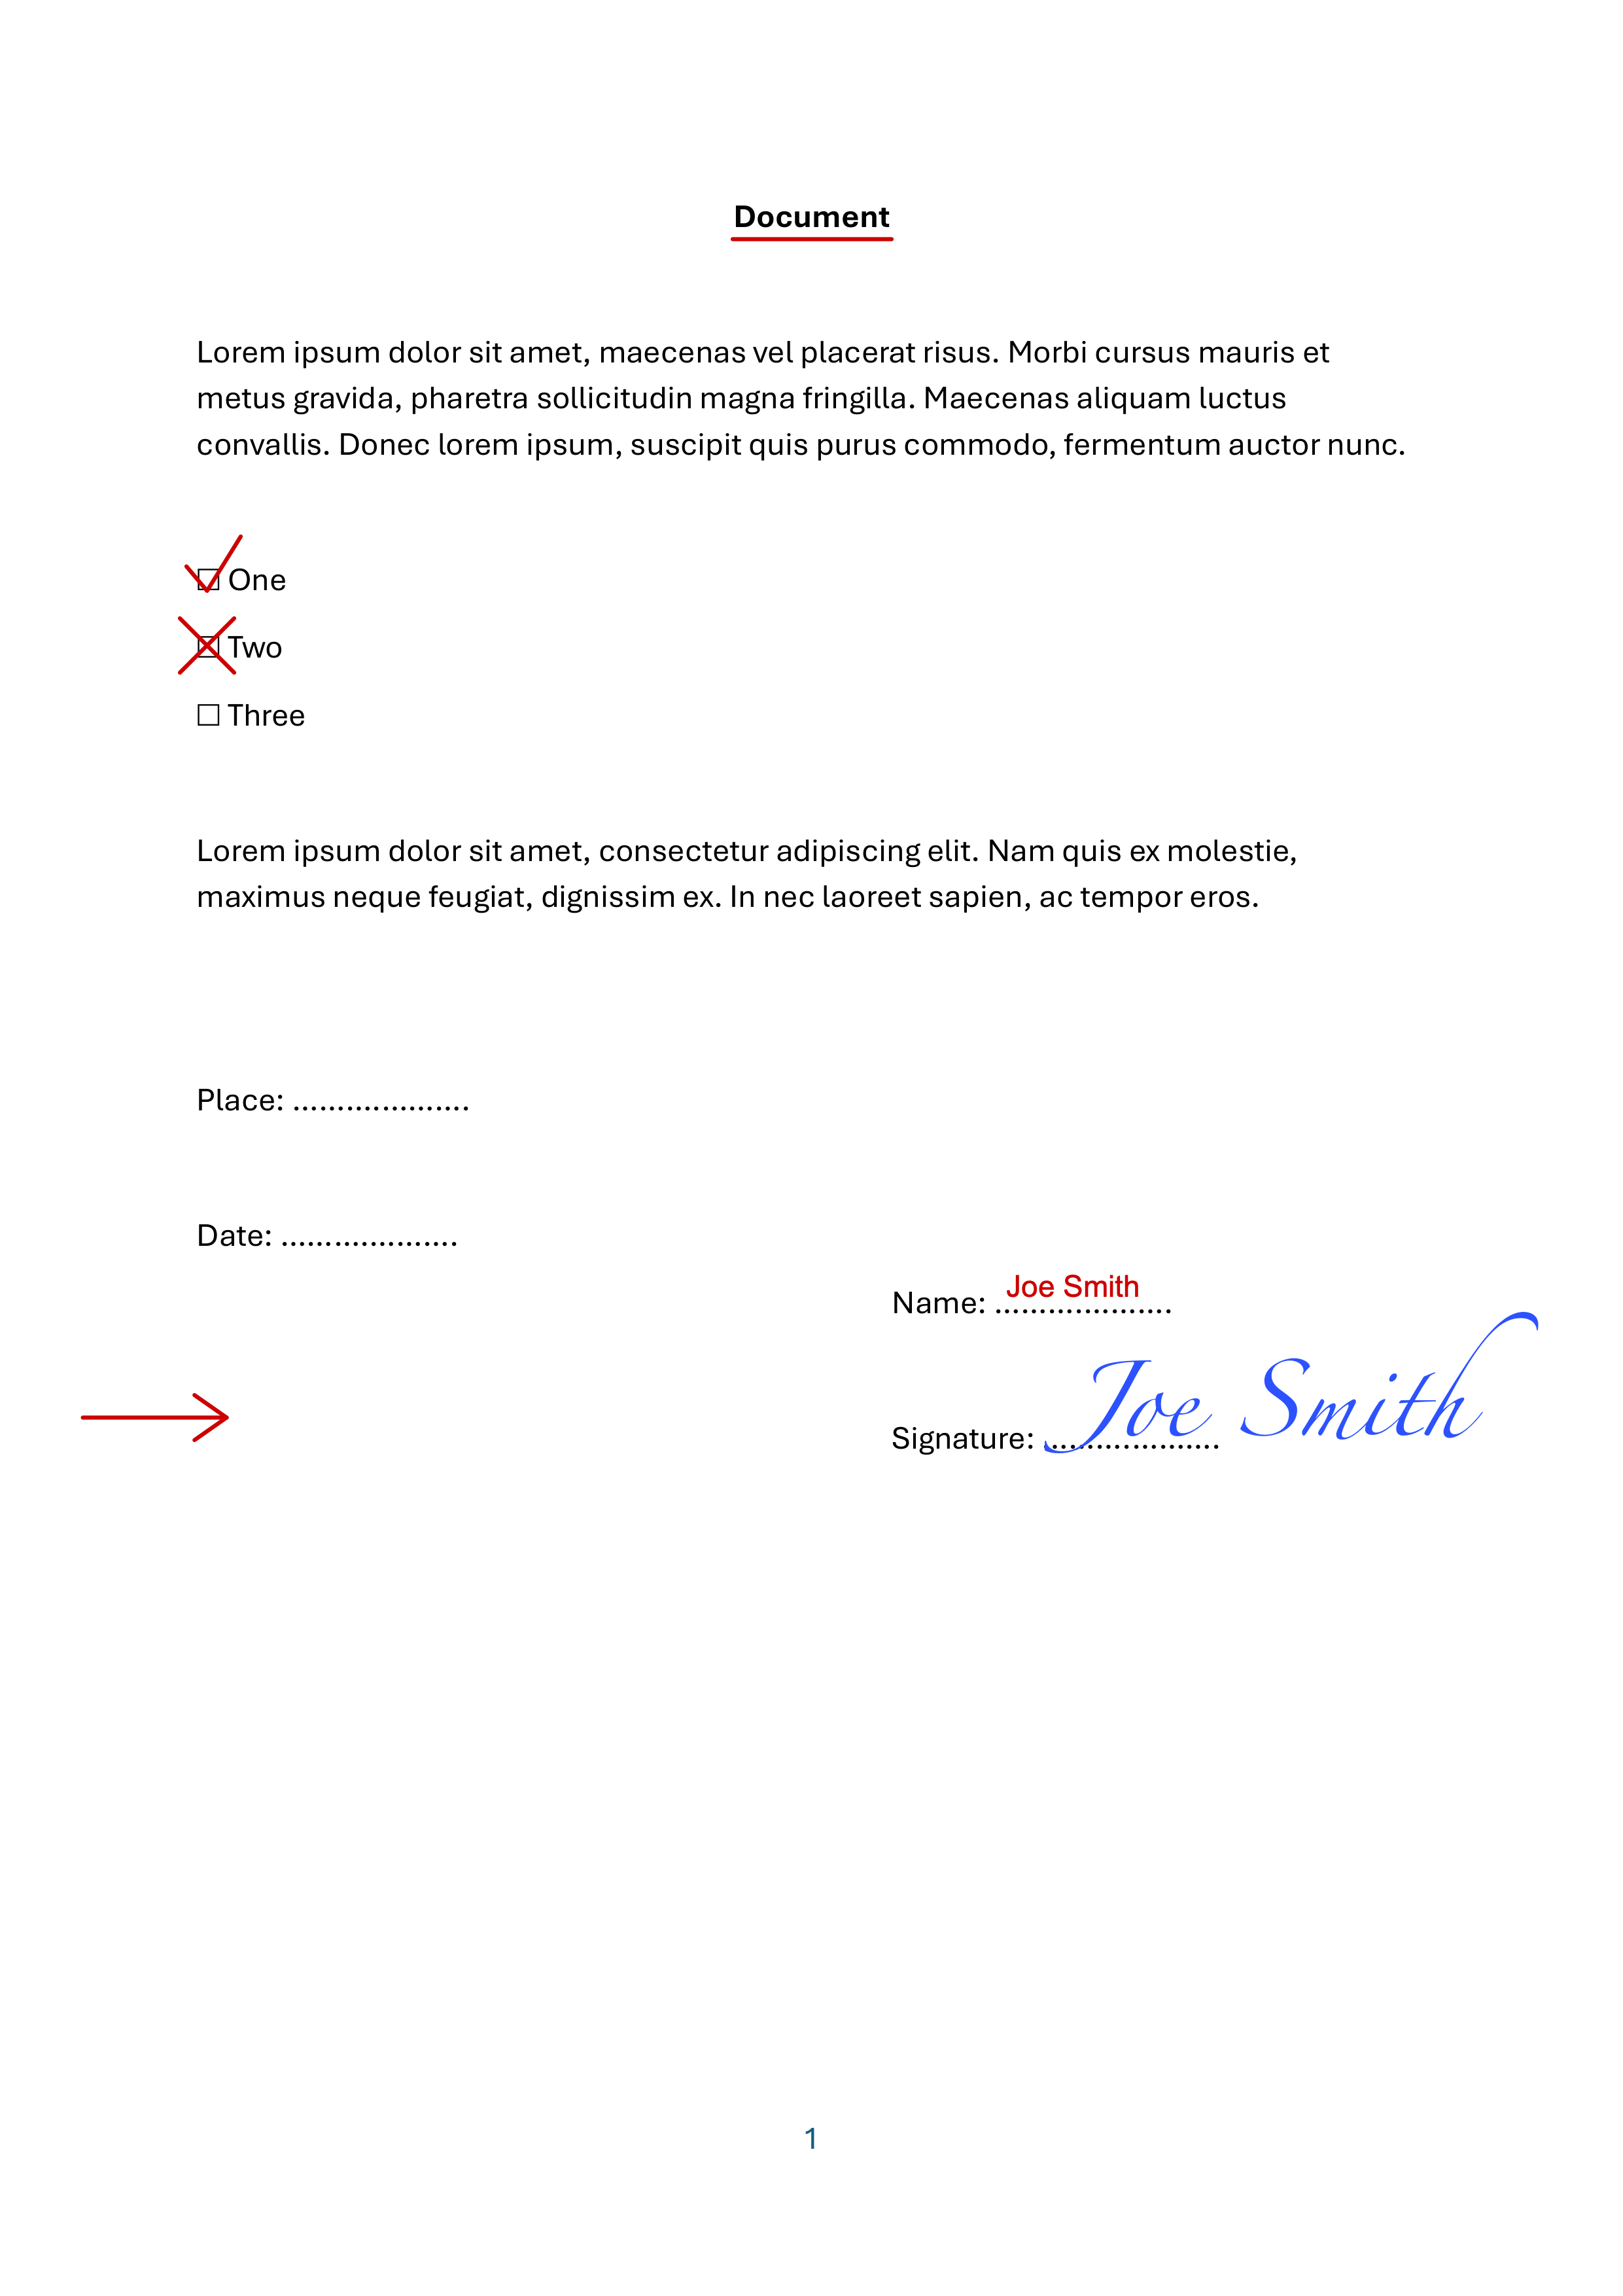 Document
Lorem ipsum dolor sit amet, maecenas vel placerat risus. Morbi cursus mauris et
metus gravida, pharetra sollicitudin magna fringilla. Maecenas aliquam luctus
convallis. Donec lorem ipsum, suscipit quis purus commodo, fermentum auctor nunc.
☐ One
☐ Two
☐ Three
Lorem ipsum dolor sit amet, consectetur adipiscing elit. Nam quis ex molestie,
maximus neque feugiat, dignissim ex. In nec laoreet sapien, ac tempor eros.
Place: ....................
Date: ....................
Name: .................... Joe Smith
Signature: .................... Joe Smith
1